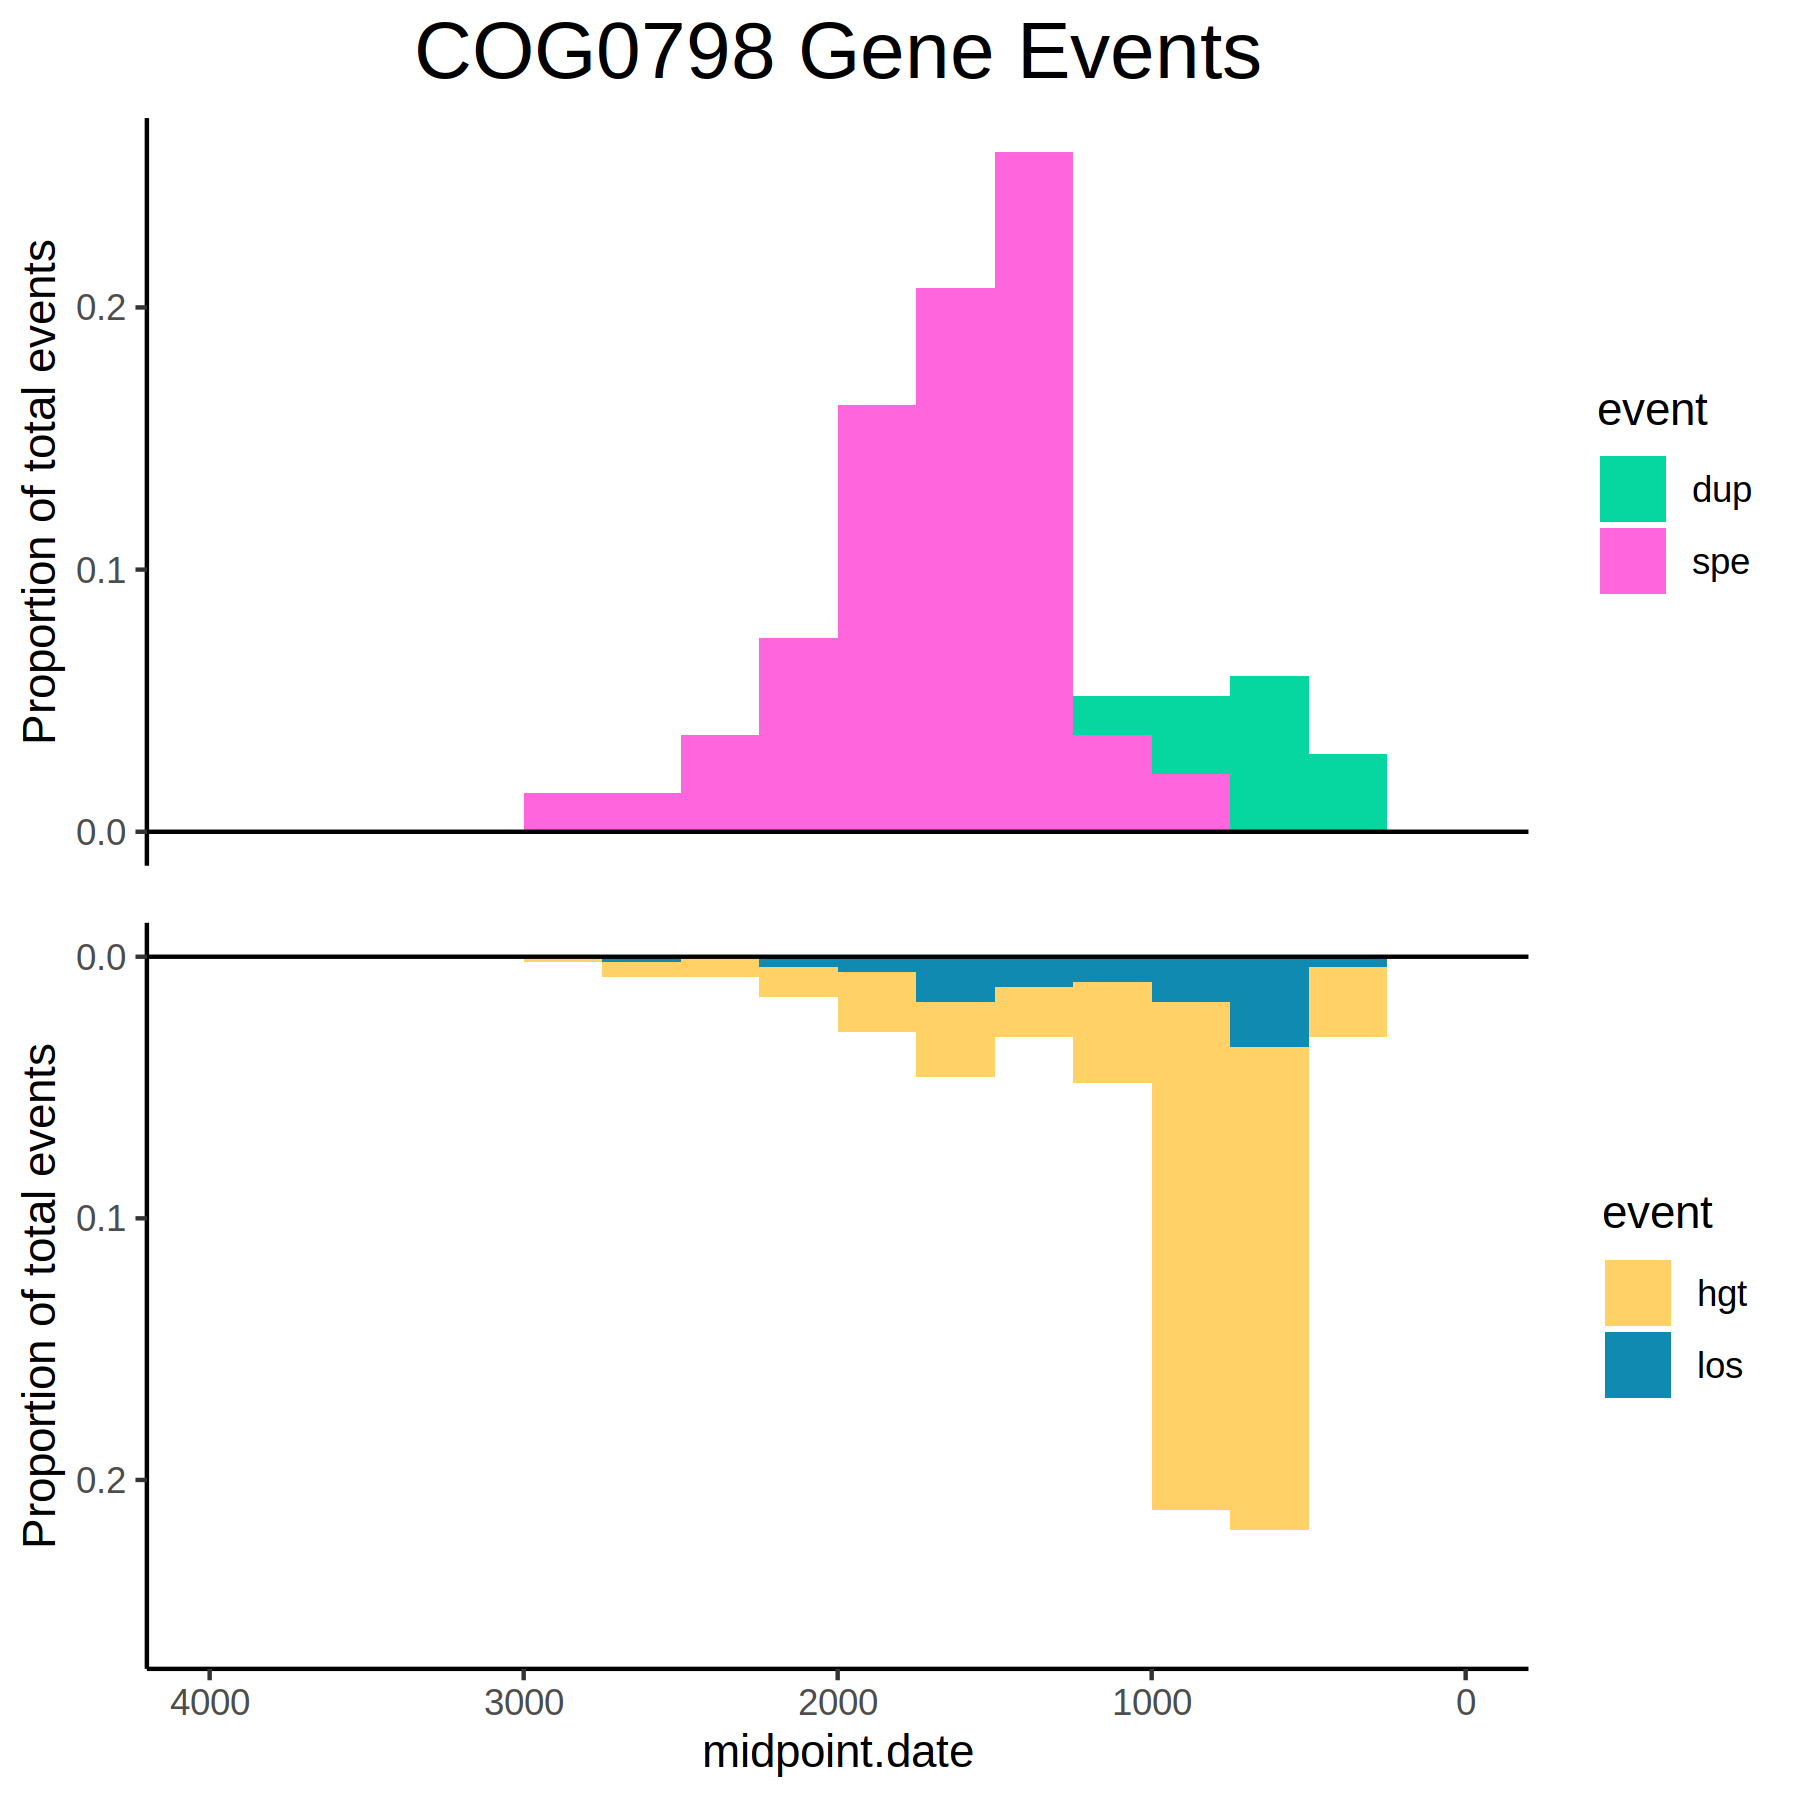 COG0798 Gene Events
Proportion of total events
0.2
0.1
0.0
event
dup
spe
Proportion of total events
0.0
0.1
0.2
event
hgt
los
4000 3000 2000 1000 0
midpoint.date